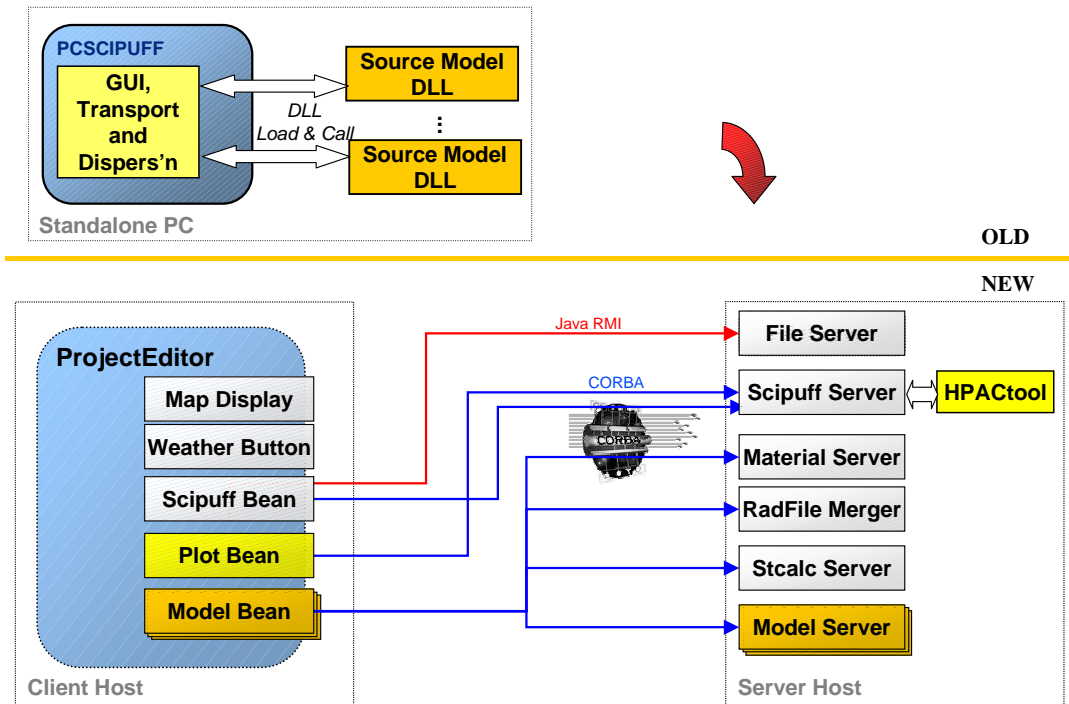 PCSCIPUFF
GUI,
Transport
and
Dispers'n
DLL
Load & Call
Source Model
DLL
...
Source Model
DLL
Standalone PC
OLD
NEW
ProjectEditor
Map Display
Weather Button
Scipuff Bean
Plot Bean
Model Bean
Client Host
Java RMI
CORBA
CORBA
File Server
Scipuff Server
HPACtool
Material Server
RadFile Merger
Stcalc Server
Model Server
Server Host